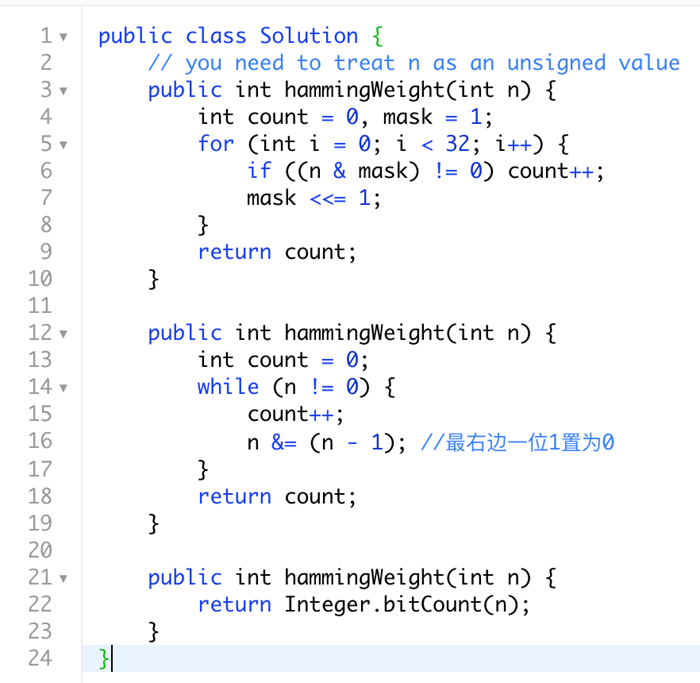 1 public class Solution {
2 // you need to treat n as an unsigned value
3 public int hammingWeight(int n) {
4 int count = 0, mask = 1;
5 for (int i = 0; i < 32; i++) {
6 if ((n & mask) != 0) count++;
7 mask <<= 1;
8 }
9 return count;
10 }
11
12 public int hammingWeight(int n) {
13 int count = 0;
14 while (n != 0) {
15 count++;
16 n &= (n - 1); //最右边一位1置为0
17 }
18 return count;
19 }
20
21 public int hammingWeight(int n) {
22 return Integer.bitCount(n);
23 }
24 }